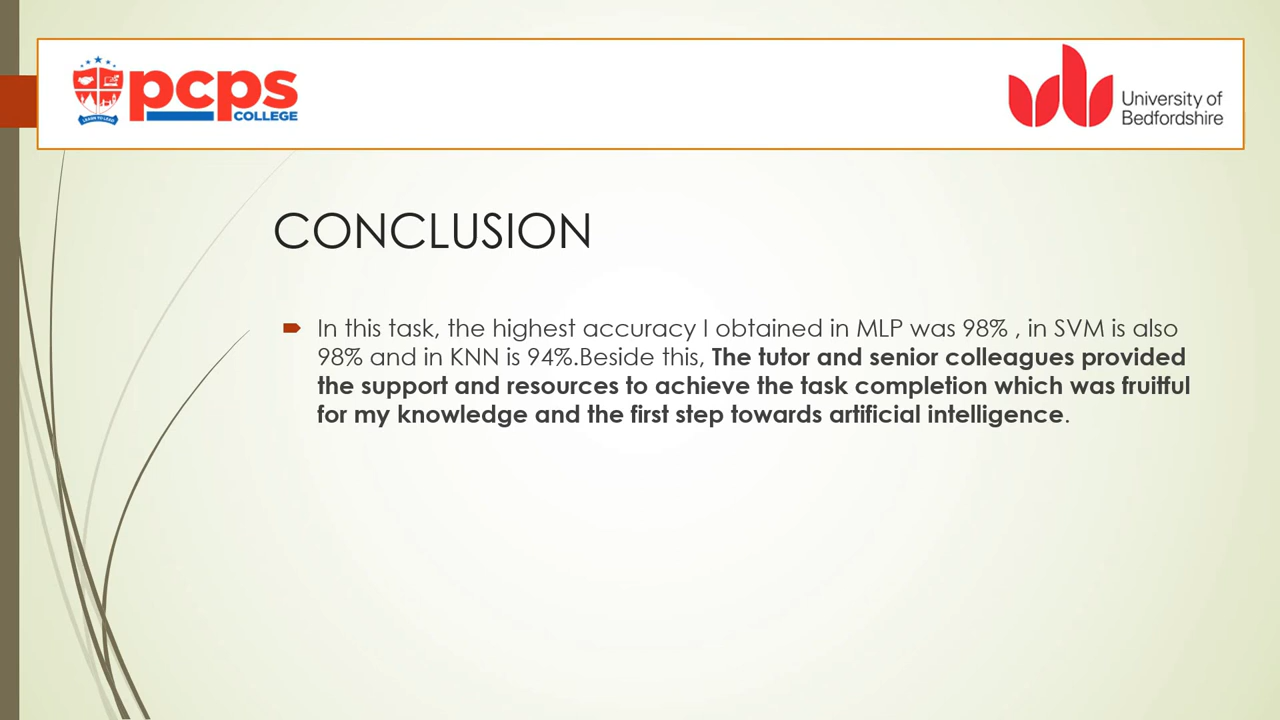 pcps
COLLEGE
LEARN TO LEAD
University of
Bedfordshire
CONCLUSION
In this task, the highest accuracy I obtained in MLP was 98% , in SVM is also
98% and in KNN is 94%.Beside this, The tutor and senior colleagues provided
the support and resources to achieve the task completion which was fruitful
for my knowledge and the first step towards artificial intelligence.